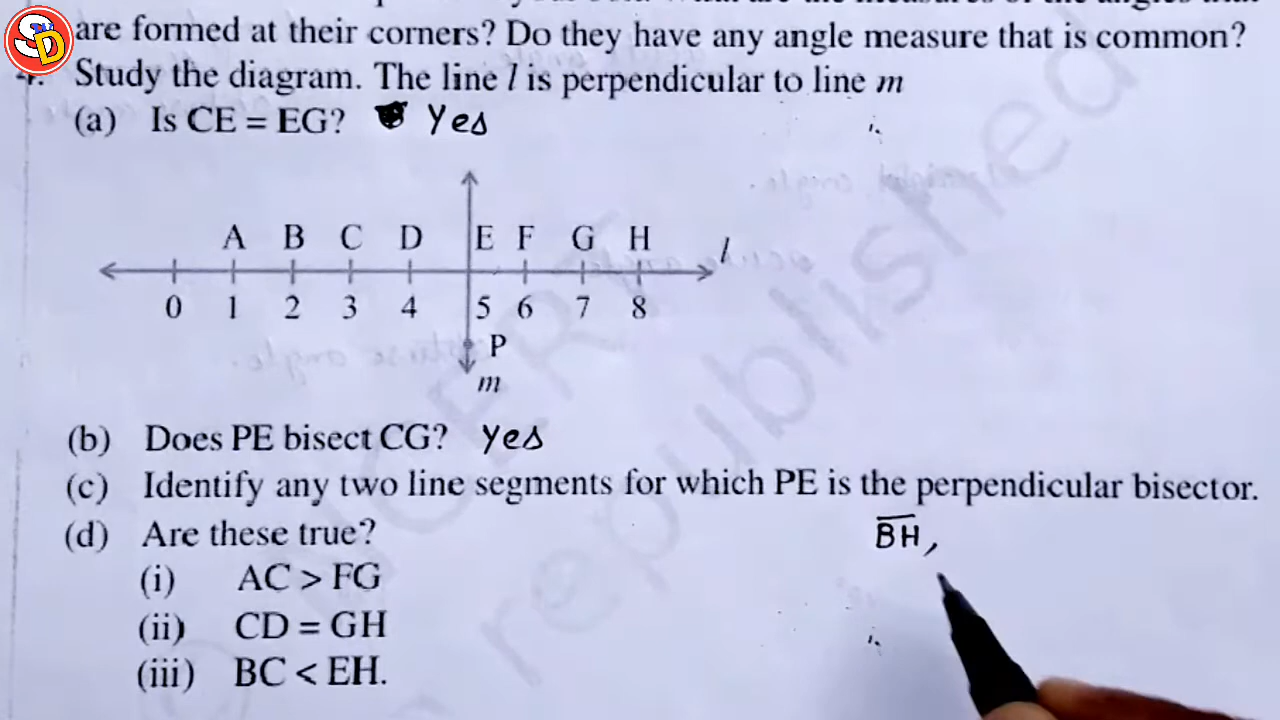 SD
are formed at their corners? Do they have any angle measure that is common?
Study the diagram. The line l is perpendicular to line m
(a) Is CE = EG? Yes
A B C D E F G H l
0 1 2 3 4 5 6 7 8
P
m
(b) Does PE bisect CG? Yes
(c) Identify any two line segments for which PE is the perpendicular bisector.
(d) Are these true? BH,
(i) AC > FG
(ii) CD = GH
(iii) BC < EH.
republished